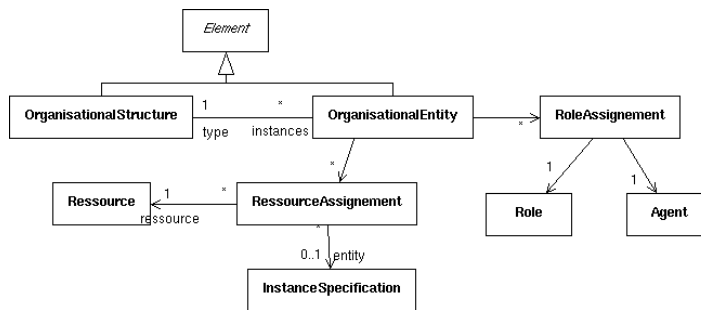 Element
OrganisationalStructure
1
type
*
instances
OrganisationalEntity
*
RoleAssignement
*
1
1
Ressource
1
ressource
*
RessourceAssignement
Role
Agent
*
0..1
entity
InstanceSpecification